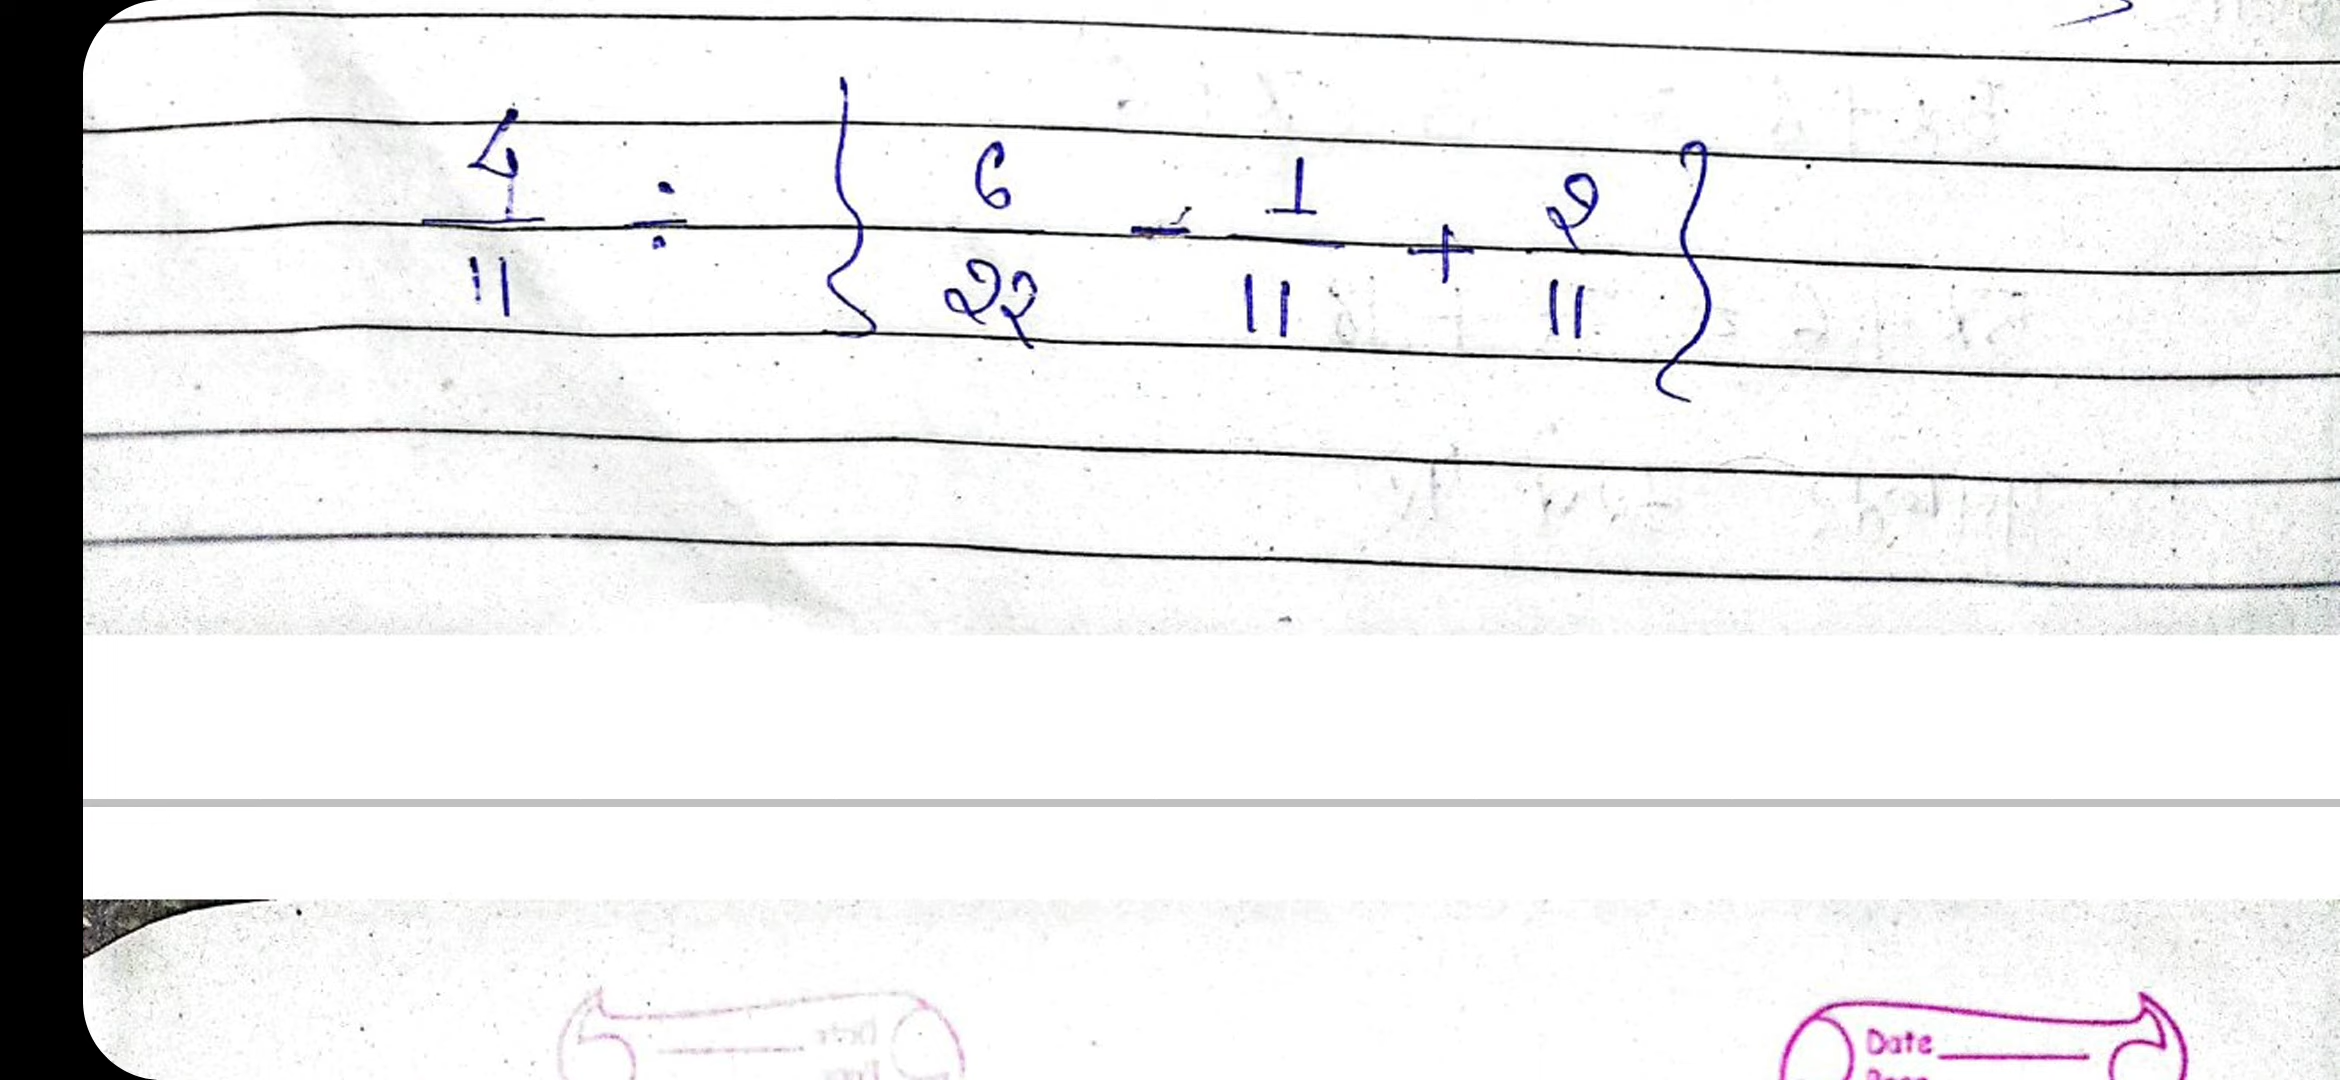 4/11 ÷ { 6/22 - 1/11 + 2/11 }
Date